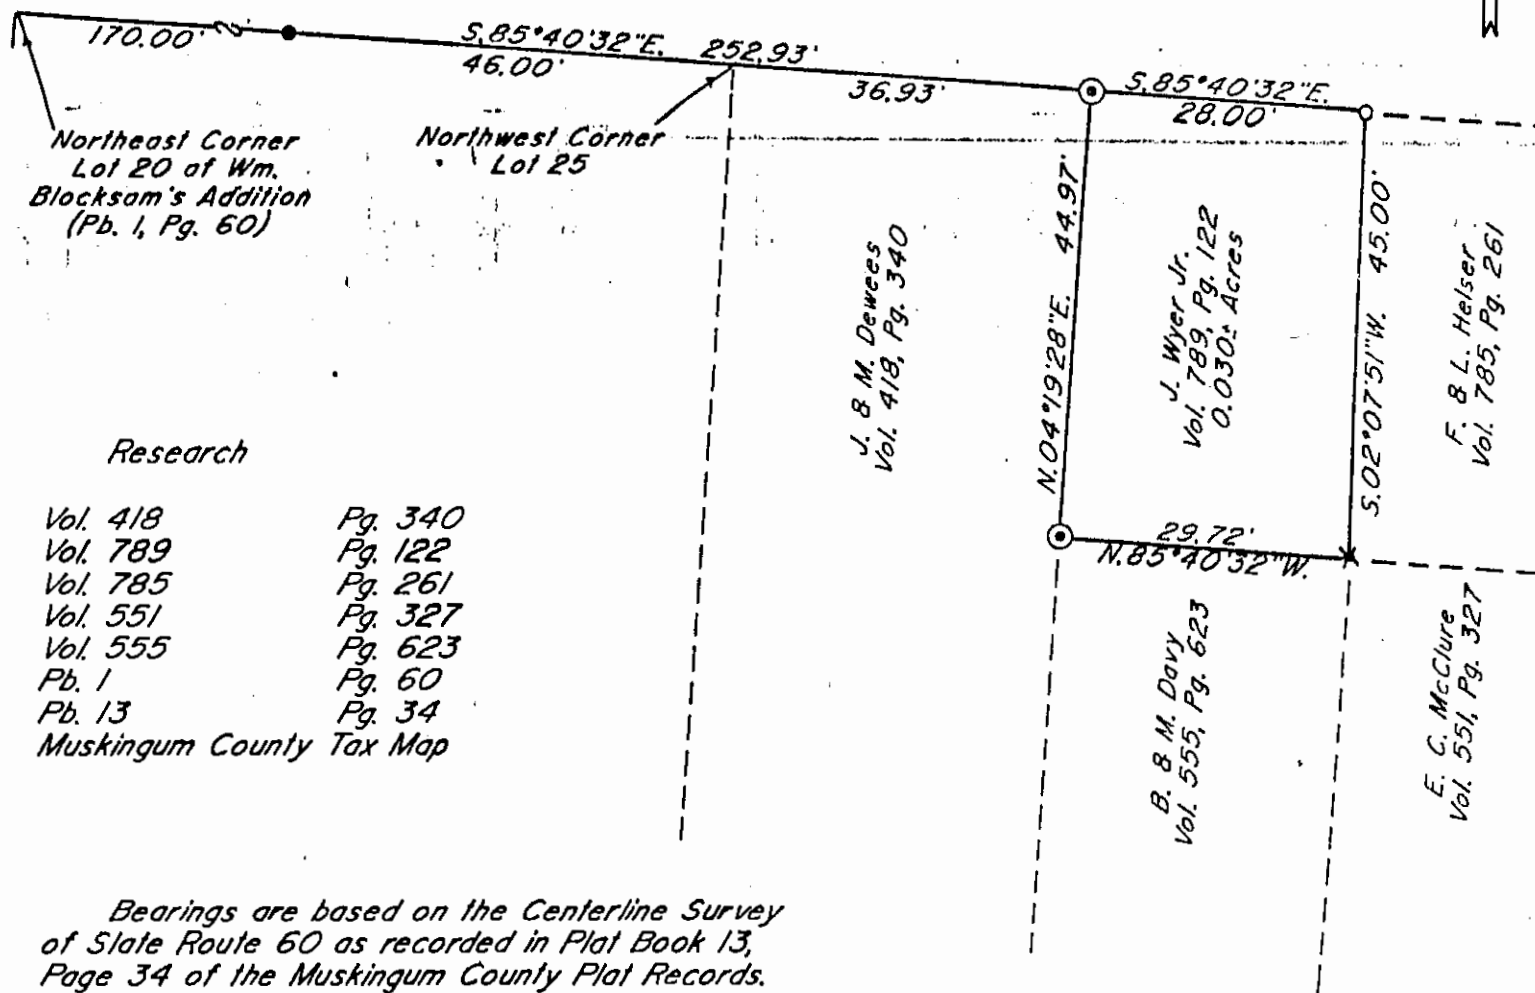 170.00'
S.85°40'32"E. 252.93'
46.00'
36.93'
S.85°40'32"E.
28.00'
Northeast Corner
Lot 20 of Wm.
Blocksom's Addition
(Pb. 1, Pg. 60)
Northwest Corner
Lot 25
J. & M. Dewees
Vol. 418, Pg. 340
N.04°19'28"E. 44.97'
J. Wyer Jr.
Vol. 789, Pg. 122
0.030± Acres
S.02°07'51"W. 45.00'
F. & L. Helser
Vol. 785, Pg. 261
29.72'
N.85°40'32"W.
B. & M. Davy
Vol. 555, Pg. 623
E. C. McClure
Vol. 551, Pg. 327
Research
Vol. 418 Pg. 340
Vol. 789 Pg. 122
Vol. 785 Pg. 261
Vol. 551 Pg. 327
Vol. 555 Pg. 623
Pb. 1 Pg. 60
Pb. 13 Pg. 34
Muskingum County Tax Map
Bearings are based on the Centerline Survey
of State Route 60 as recorded in Plat Book 13,
Page 34 of the Muskingum County Plat Records.